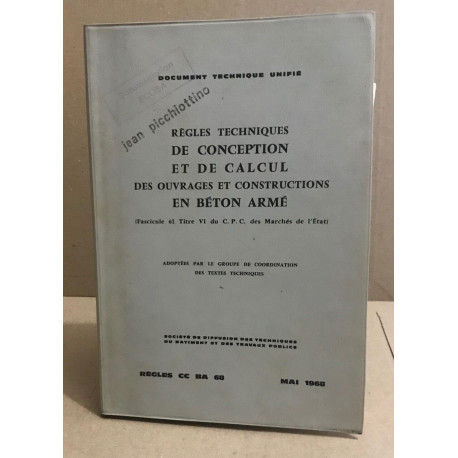 DOCUMENT TECHNIQUE UNIFIÉ
jean picchiottino
RÈGLES TECHNIQUES
DE CONCEPTION
ET DE CALCUL
DES OUVRAGES ET CONSTRUCTIONS
EN BÉTON ARMÉ
(Fascicule 61 Titre VI du C. P. C. des Marchés de l'État)
ADOPTÉES PAR LE GROUPE DE COORDINATION
DES TEXTES TECHNIQUES
SOCIÉTÉ DE DIFFUSION DES TECHNIQUES
DU BATIMENT ET DES TRAVAUX PUBLICS
RÈGLES CC BA 68
MAI 1968